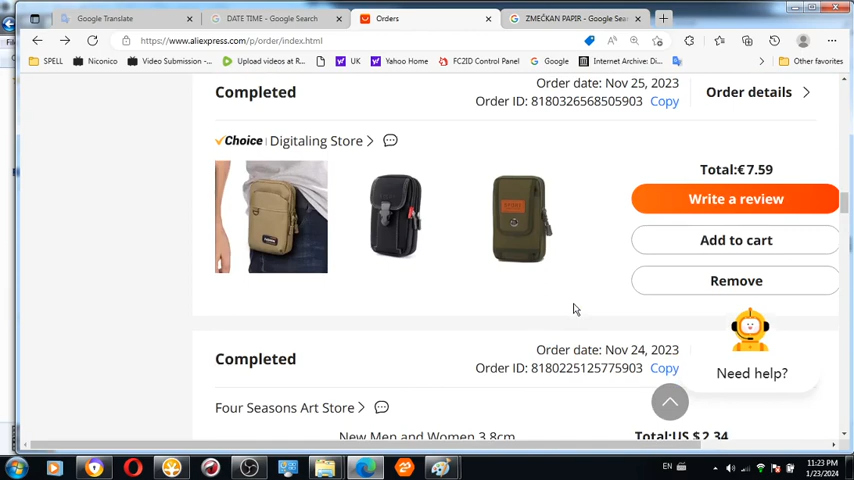 Google Translate
DATE TIME - Google Search
Orders
ZMEČKAN PAPIR - Google Sear
https://www.aliexpress.com/p/order/index.html
SPELL
Niconico
Video Submission -...
Upload videos at R...
UK
Yahoo Home
FC2ID Control Panel
Google
Internet Archive: Di...
Other favorites
Completed
Order date: Nov 25, 2023
Order ID: 8180326568505903 Copy
Order details
Choice Digitaling Store
Total:€7.59
Write a review
Add to cart
Remove
Completed
Order date: Nov 24, 2023
Order ID: 8180225125775903 Copy
Need help?
Four Seasons Art Store
New Men and Women 3.8cm
Total:US $2.34
EN
11:23 PM
1/23/2024